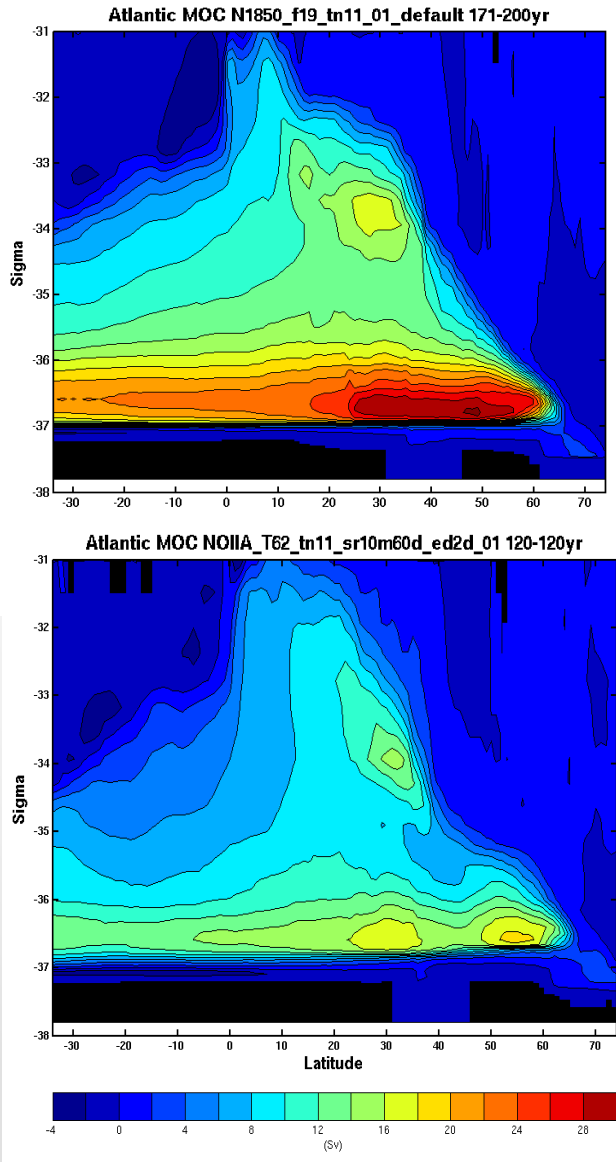 Atlantic MOC N1850_f19_tn11_01_default 171-200yr
Sigma
-31
-32
-33
-34
-35
-36
-37
-38
-30 -20 -10 0 10 20 30 40 50 60 70
Atlantic MOC NOIIA_T62_tn11_sr10m60d_ed2d_01 120-120yr
Sigma
-31
-32
-33
-34
-35
-36
-37
-38
-30 -20 -10 0 10 20 30 40 50 60 70
Latitude
-4 0 4 8 12 16 20 24 28
(Sv)